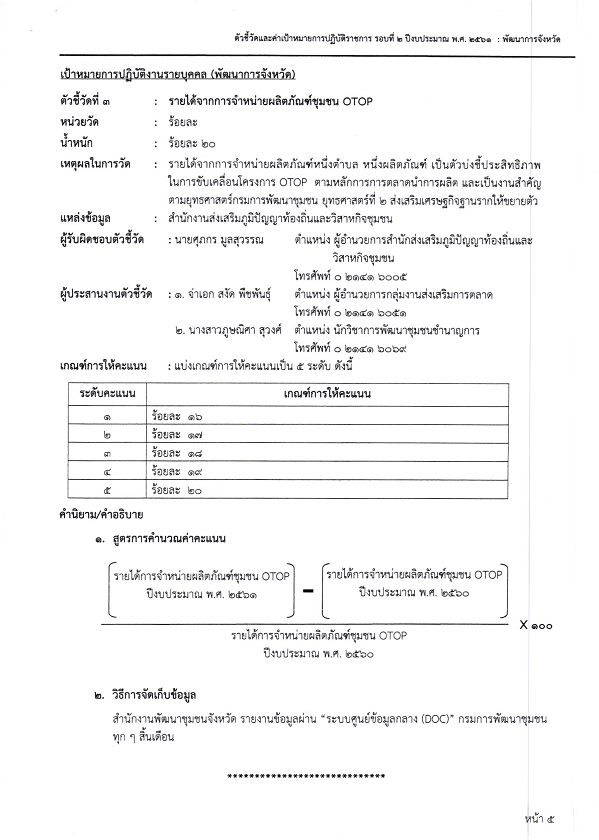 ตัวชี้วัดและค่าเป้าหมายการปฏิบัติราชการ รอบที่ ๒ ปีงบประมาณ พ.ศ. ๒๕๖๑ : พัฒนาการจังหวัด
เป้าหมายการปฏิบัติงานรายบุคคล (พัฒนาการจังหวัด)
ตัวชี้วัดที่ ๓ : รายได้จากการจำหน่ายผลิตภัณฑ์ชุมชน OTOP
หน่วยวัด : ร้อยละ
น้ำหนัก : ร้อยละ ๒๐
เหตุผลในการวัด : รายได้จากการจำหน่ายผลิตภัณฑ์หนึ่งตำบล หนึ่งผลิตภัณฑ์ เป็นตัวบ่งชี้ประสิทธิภาพ
ในการขับเคลื่อนโครงการ OTOP ตามหลักการการตลาดนำการผลิต และเป็นงานสำคัญ
ตามยุทธศาสตร์กรมการพัฒนาชุมชน ยุทธศาสตร์ที่ ๒ ส่งเสริมเศรษฐกิจฐานรากให้ขยายตัว
แหล่งข้อมูล : สำนักงานส่งเสริมภูมิปัญญาท้องถิ่นและวิสาหกิจชุมชน
ผู้รับผิดชอบตัวชี้วัด : นายศุภกร มูลสุวรรณ ตำแหน่ง ผู้อำนวยการสำนักส่งเสริมภูมิปัญญาท้องถิ่นและ
วิสาหกิจชุมชน
โทรศัพท์ ๐ ๒๑๔๑ ๖๐๐๕
ผู้ประสานงานตัวชี้วัด : ๑. จ่าเอก สงัด พืชพันธุ์ ตำแหน่ง ผู้อำนวยการกลุ่มงานส่งเสริมการตลาด
โทรศัพท์ ๐ ๒๑๔๑ ๖๐๕๑
๒. นางสาวภูษณิศา สุวงศ์ ตำแหน่ง นักวิชาการพัฒนาชุมชนชำนาญการ
โทรศัพท์ ๐ ๒๑๔๑ ๖๐๖๙
เกณฑ์การให้คะแนน : แบ่งเกณฑ์การให้คะแนนเป็น ๕ ระดับ ดังนี้
ระดับคะแนน เกณฑ์การให้คะแนน
๑ ร้อยละ ๑๖
๒ ร้อยละ ๑๗
๓ ร้อยละ ๑๘
๔ ร้อยละ ๑๙
๕ ร้อยละ ๒๐
คำนิยาม/คำอธิบาย
๑. สูตรการคำนวณค่าคะแนน
รายได้การจำหน่ายผลิตภัณฑ์ชุมชน OTOP - รายได้การจำหน่ายผลิตภัณฑ์ชุมชน OTOP
ปีงบประมาณ พ.ศ. ๒๕๖๑ ปีงบประมาณ พ.ศ. ๒๕๖๐
X ๑๐๐
รายได้การจำหน่ายผลิตภัณฑ์ชุมชน OTOP
ปีงบประมาณ พ.ศ. ๒๕๖๐
๒. วิธีการจัดเก็บข้อมูล
สำนักงานพัฒนาชุมชนจังหวัด รายงานข้อมูลผ่าน "ระบบศูนย์ข้อมูลกลาง (DOC)" กรมการพัฒนาชุมชน
ทุก ๆ สิ้นเดือน
*****************************
หน้า ๕